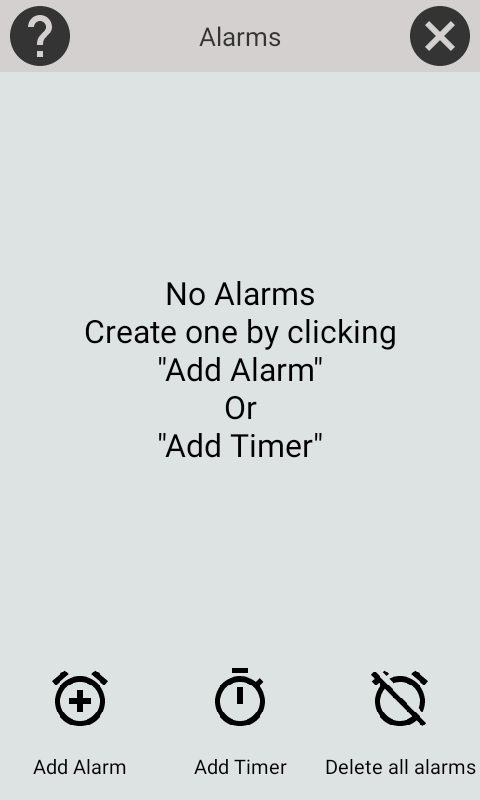 Alarms
No Alarms
Create one by clicking
"Add Alarm"
Or
"Add Timer"
Add Alarm
Add Timer
Delete all alarms